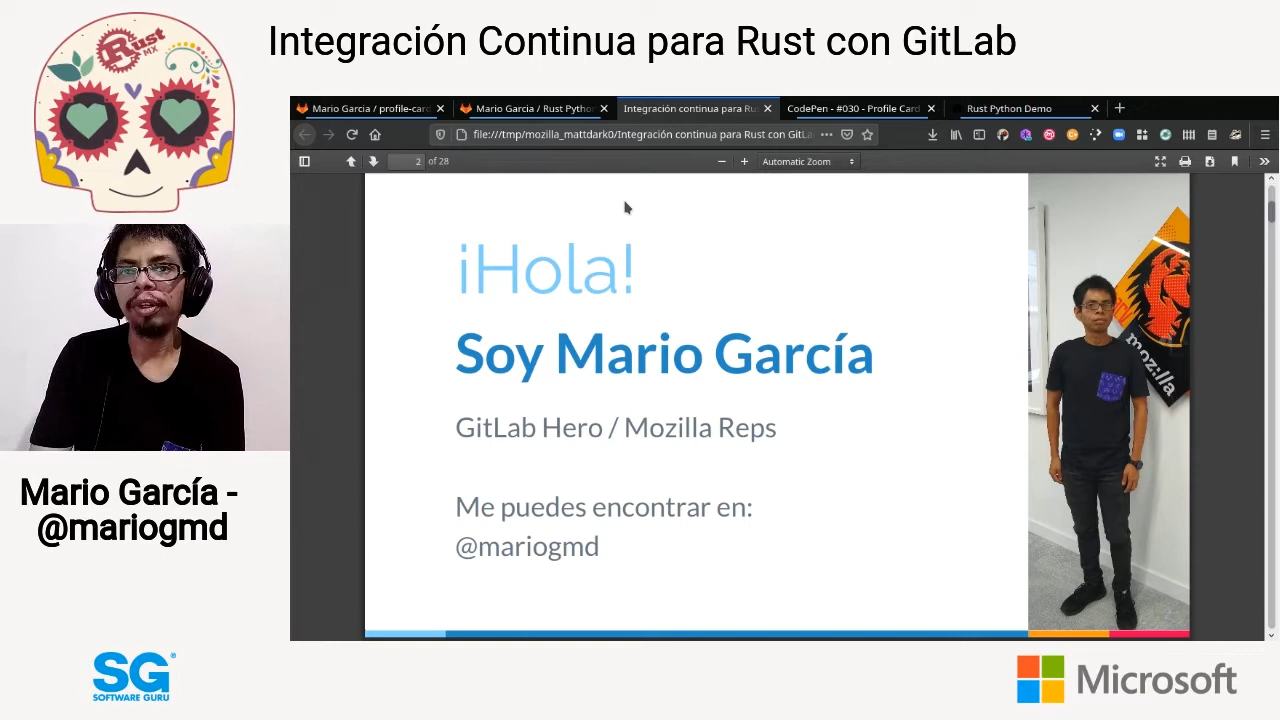 Integración Continua para Rust con GitLab
Rust
MX
Mario Garcia / profile-card
Mario Garcia / Rust Python
Integración continua para Ru
CodePen - #030 - Profile Card
Rust Python Demo
file:///tmp/mozilla_mattdark0/Integración continua para Rust con GitLa
2 of 28
Automatic Zoom
¡Hola!
Soy Mario García
GitLab Hero / Mozilla Reps
Me puedes encontrar en:
@mariogmd
moz://a
Mario García -
@mariogmd
SG
SOFTWARE GURU
Microsoft